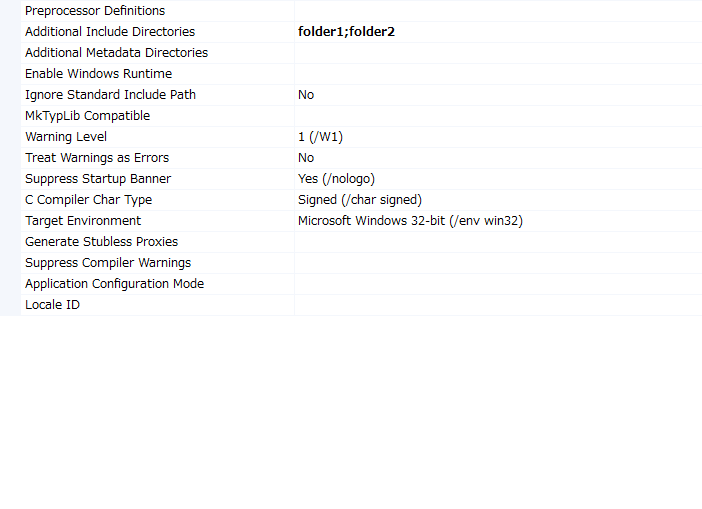 Preprocessor Definitions
Additional Include Directories folder1;folder2
Additional Metadata Directories
Enable Windows Runtime
Ignore Standard Include Path No
MkTypLib Compatible
Warning Level 1 (/W1)
Treat Warnings as Errors No
Suppress Startup Banner Yes (/nologo)
C Compiler Char Type Signed (/char signed)
Target Environment Microsoft Windows 32-bit (/env win32)
Generate Stubless Proxies
Suppress Compiler Warnings
Application Configuration Mode
Locale ID